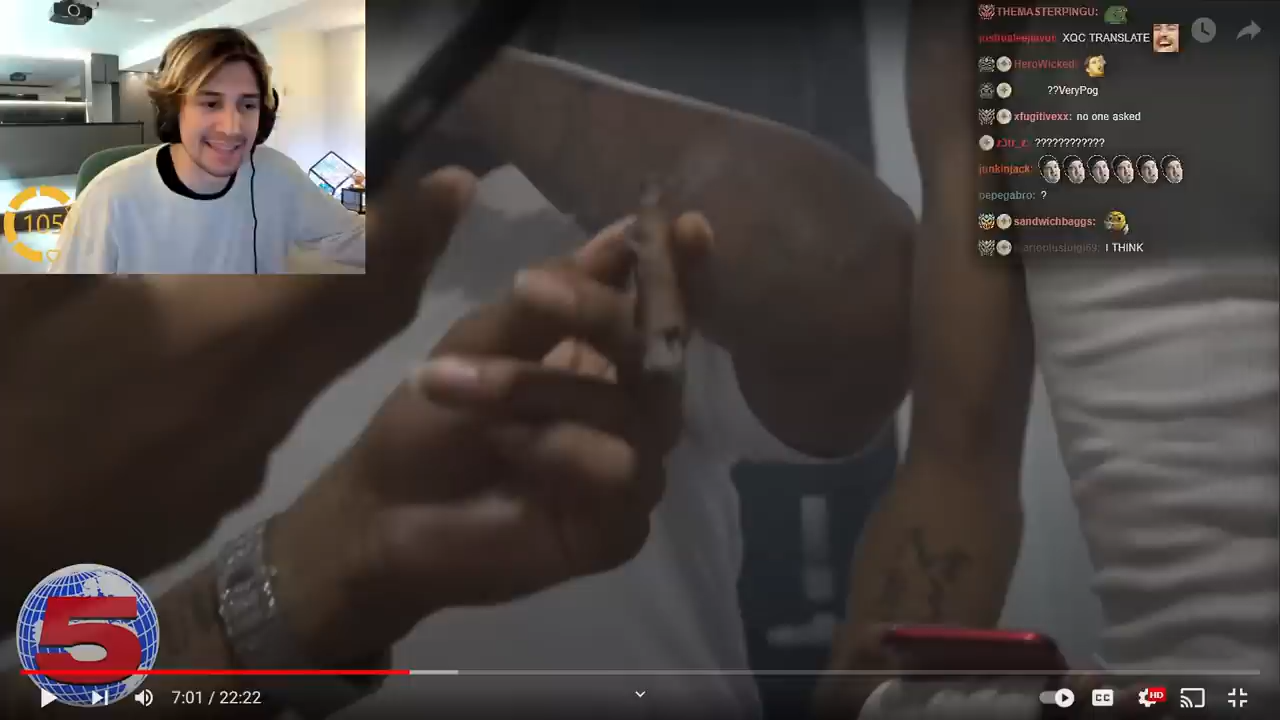 THEMASTERPINGU:
XQC TRANSLATE
HeroWicked:
??VeryPog
xfugitivexx: no one asked
????????????
junkinjack:
pepegabro: ?
sandwichbaggs:
I THINK
105
5
7:01 / 22:22
CC
HD